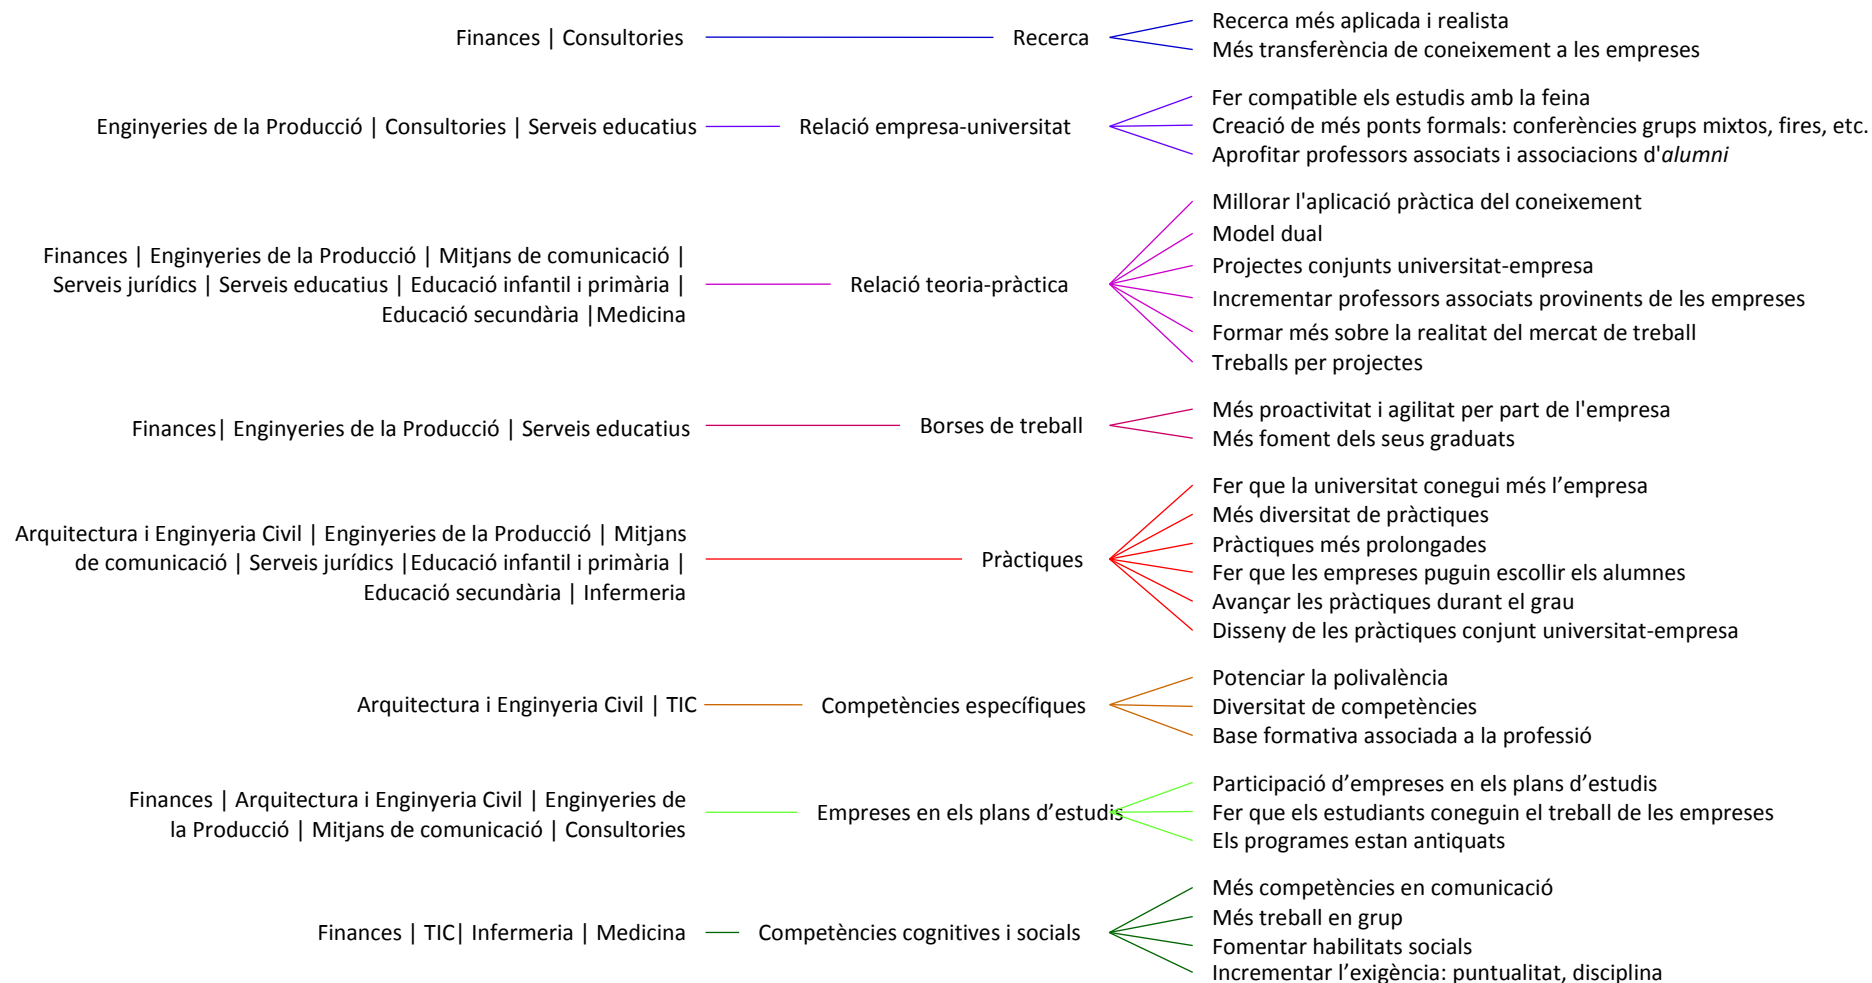 Finances | Consultories
Recerca
Recerca més aplicada i realista
Més transferència de coneixement a les empreses
Enginyeries de la Producció | Consultories | Serveis educatius
Relació empresa-universitat
Fer compatible els estudis amb la feina
Creació de més ponts formals: conferències grups mixtos, fires, etc.
Aprofitar professors associats i associacions d'alumni
Finances | Enginyeries de la Producció | Mitjans de comunicació |
Serveis jurídics | Serveis educatius | Educació infantil i primària |
Educació secundària |Medicina
Relació teoria-pràctica
Millorar l'aplicació pràctica del coneixement
Model dual
Projectes conjunts universitat-empresa
Incrementar professors associats provinents de les empreses
Formar més sobre la realitat del mercat de treball
Treballs per projectes
Finances| Enginyeries de la Producció | Serveis educatius
Borses de treball
Més proactivitat i agilitat per part de l'empresa
Més foment dels seus graduats
Arquitectura i Enginyeria Civil | Enginyeries de la Producció | Mitjans
de comunicació | Serveis jurídics |Educació infantil i primària |
Educació secundària | Infermeria
Pràctiques
Fer que la universitat conegui més l’empresa
Més diversitat de pràctiques
Pràctiques més prolongades
Fer que les empreses puguin escollir els alumnes
Avançar les pràctiques durant el grau
Disseny de les pràctiques conjunt universitat-empresa
Arquitectura i Enginyeria Civil | TIC
Competències específiques
Potenciar la polivalència
Diversitat de competències
Base formativa associada a la professió
Finances | Arquitectura i Enginyeria Civil | Enginyeries de
la Producció | Mitjans de comunicació | Consultories
Empreses en els plans d’estudis
Participació d’empreses en els plans d’estudis
Fer que els estudiants coneguin el treball de les empreses
Els programes estan antiquats
Finances | TIC| Infermeria | Medicina
Competències cognitives i socials
Més competències en comunicació
Més treball en grup
Fomentar habilitats socials
Incrementar l’exigència: puntualitat, disciplina